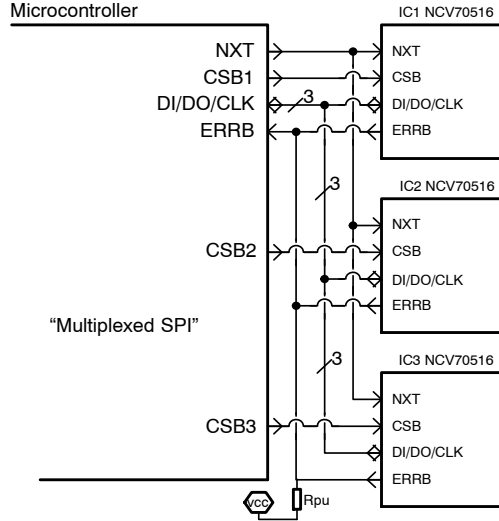 Microcontroller
IC1 NCV70516
NXT
NXT
CSB1
CSB
DI/DO/CLK
3
DI/DO/CLK
ERRB
ERRB
3
IC2 NCV70516
NXT
CSB2
CSB
DI/DO/CLK
ERRB
“Multiplexed SPI”
3
IC3 NCV70516
NXT
CSB3
CSB
DI/DO/CLK
ERRB
VCC
Rpu